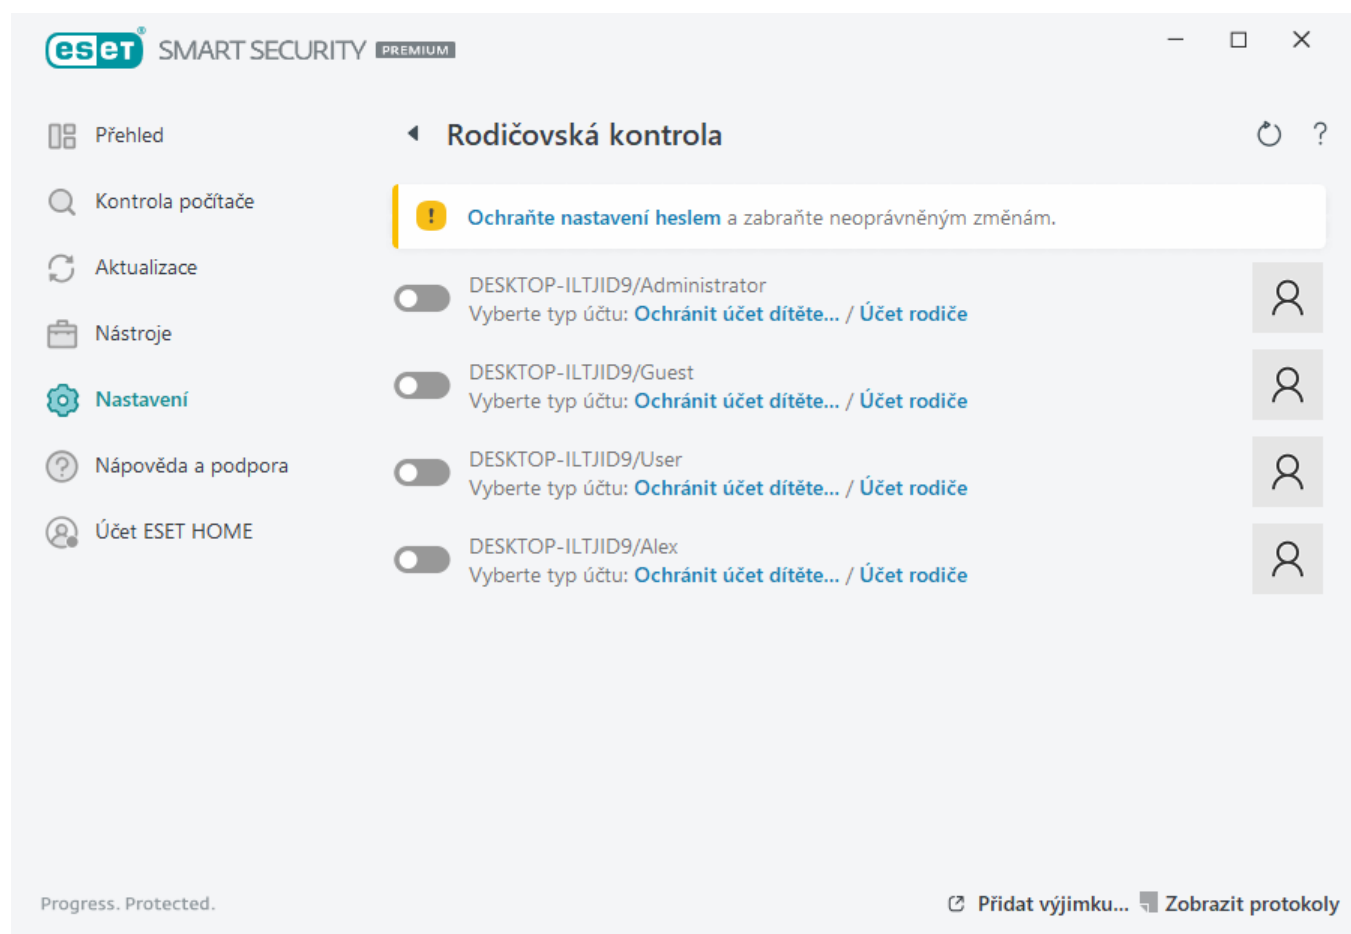 eset® SMART SECURITY PREMIUM
Přehled
Kontrola počítače
Aktualizace
Nástroje
Nastavení
Nápověda a podpora
Účet ESET HOME
Rodičovská kontrola
?
! Ochraňte nastavení heslem a zabraňte neoprávněným změnám.
DESKTOP-ILTJID9/Administrator
Vyberte typ účtu: Ochránit účet dítěte... / Účet rodiče
DESKTOP-ILTJID9/Guest
Vyberte typ účtu: Ochránit účet dítěte... / Účet rodiče
DESKTOP-ILTJID9/User
Vyberte typ účtu: Ochránit účet dítěte... / Účet rodiče
DESKTOP-ILTJID9/Alex
Vyberte typ účtu: Ochránit účet dítěte... / Účet rodiče
Progress. Protected.
Přidat výjimku... Zobrazit protokoly